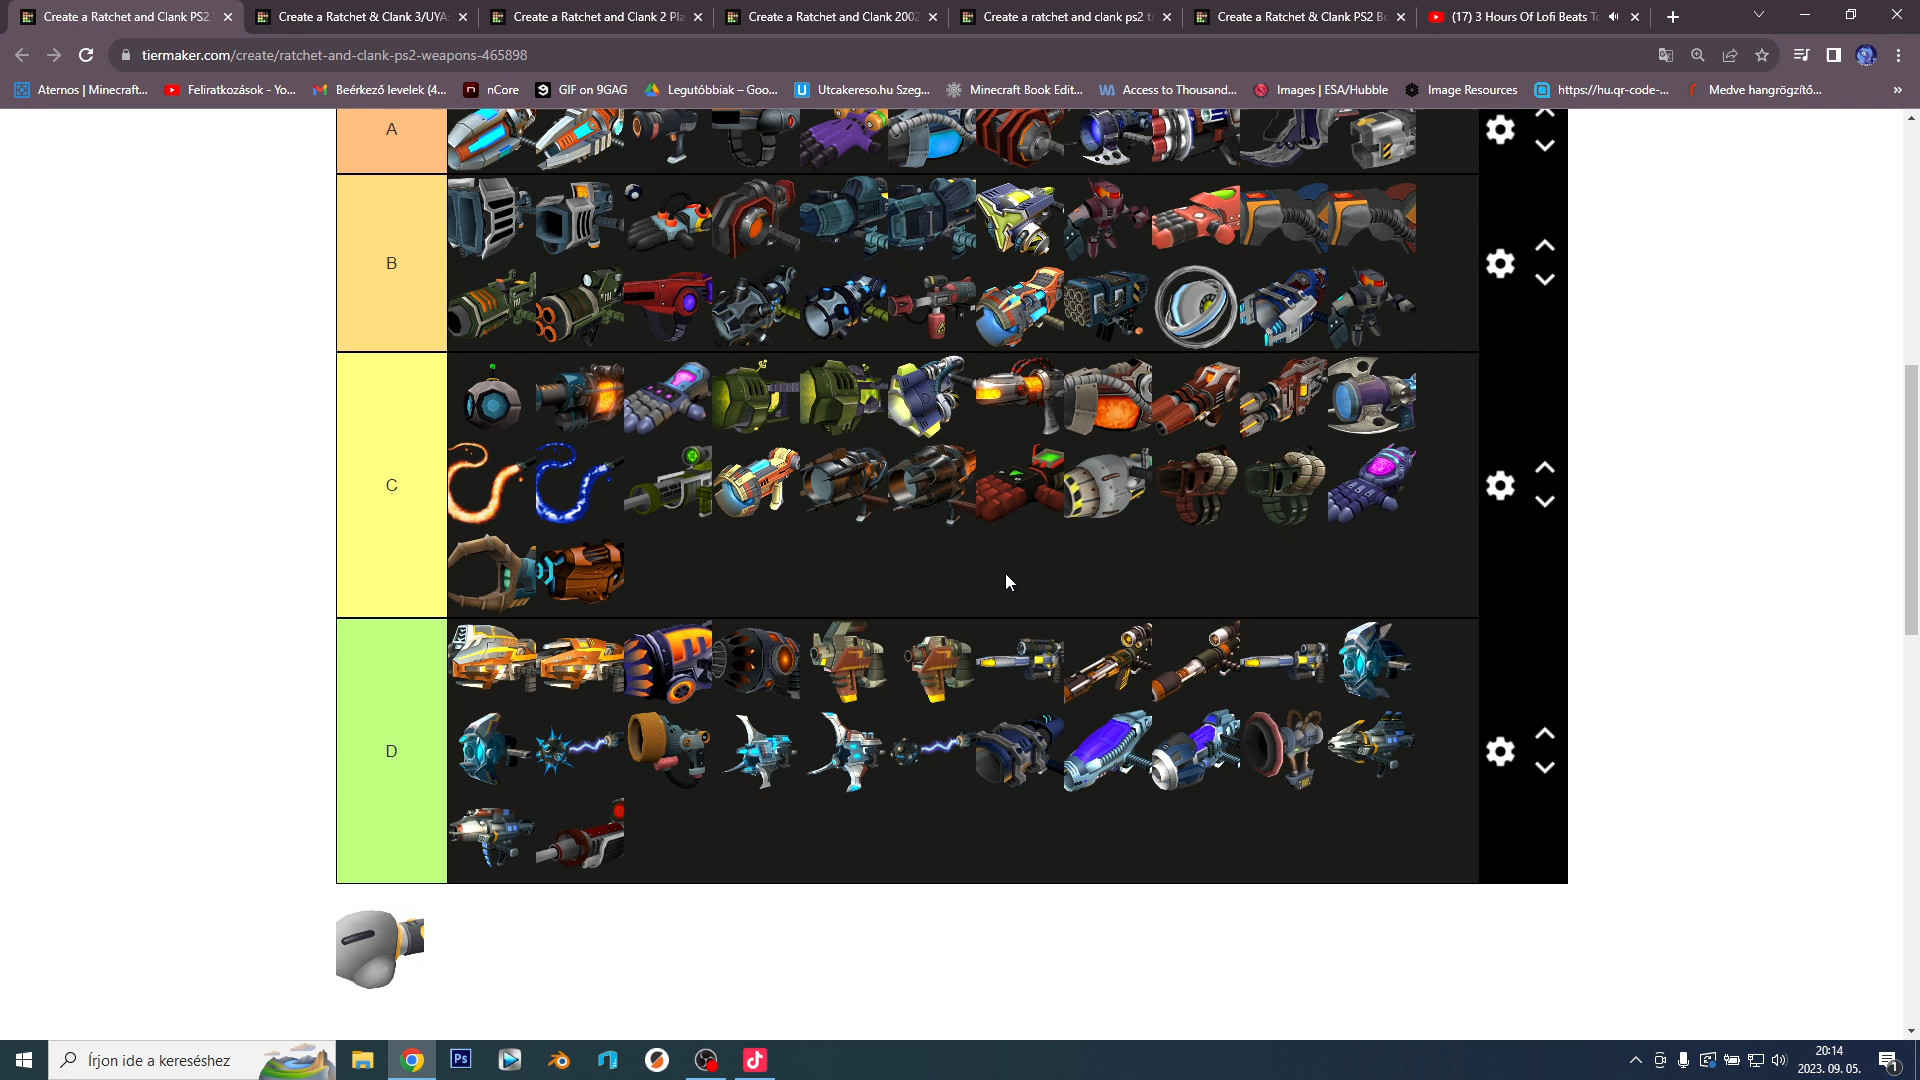 Create a Ratchet and Clank PS2
Create a Ratchet & Clank 3/UYA
Create a Ratchet and Clank 2 Pla
Create a Ratchet and Clank 2002
Create a ratchet and clank ps2 t
Create a Ratchet & Clank PS2 B
(17) 3 Hours Of Lofi Beats T
tiermaker.com/create/ratchet-and-clank-ps2-weapons-465898
Aternos | Minecraft...
Feliratkozások - Yo...
Beérkező levelek (4...
nCore
GIF on 9GAG
Legutóbbiak – Goo...
Utcakereso.hu Szeg...
Minecraft Book Edit...
Access to Thousand...
Images | ESA/Hubble
Image Resources
https://hu.qr-code-...
Medve hangrögzítő...
A
B
C
D
Írjon ide a kereséshez
Ps
20:14
2023. 09. 05.
1